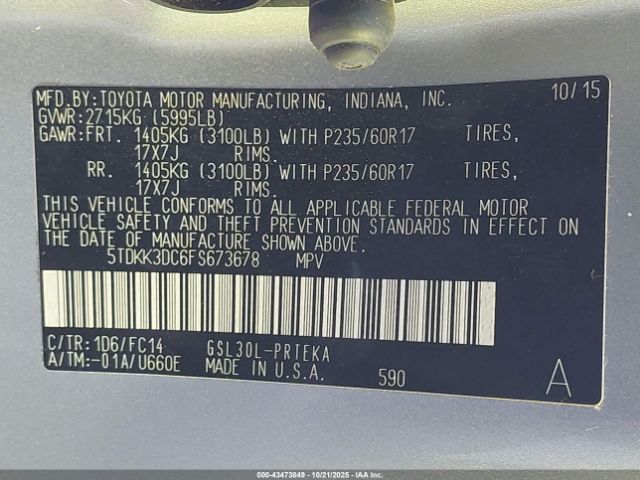 MFD.BY:TOYOTA MOTOR MANUFACTURING, INDIANA, INC. 10/15
GVWR:2715KG (5995LB)
GAWR:FRT. 1405KG (3100LB) WITH P235/60R17 TIRES,
17X7J RIMS.
RR. 1405KG (3100LB) WITH P235/60R17 TIRES,
17X7J RIMS.
THIS VEHICLE CONFORMS TO ALL APPLICABLE FEDERAL MOTOR
VEHICLE SAFETY AND THEFT PREVENTION STANDARDS IN EFFECT
ON THE DATE OF MANUFACTURE SHOWN ABOVE.
5TDKK3DC6FS673678 MPV
C/TR:1D6/FC14 GSL30L-PRTEKA
A/TM:-01A/U660E MADE IN U.S.A. 590 A
000-43473849 - 10/21/2025 - IAAI.COM